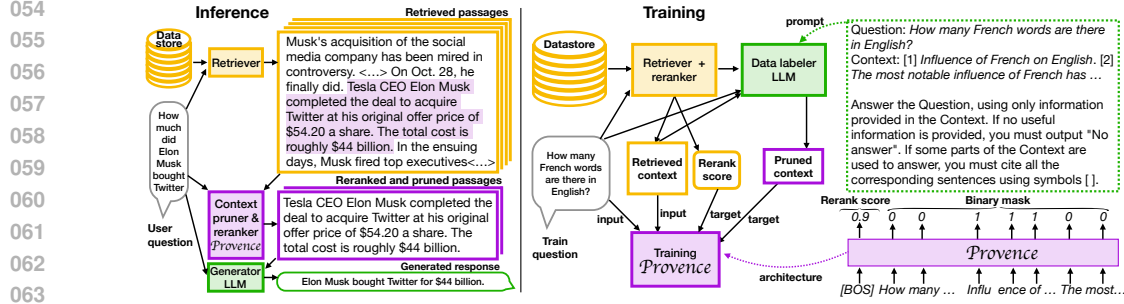 054
055
056
057
058
059
060
061
062
063
Inference
Data
store
Retriever
Retrieved passages
Musk's acquisition of the social
media company has been mired in
controversy. <...> On Oct. 28, he
finally did. Tesla CEO Elon Musk
completed the deal to acquire
Twitter at his original offer price of
$54.20 a share. The total cost is
roughly $44 billion. In the ensuing
days, Musk fired top executives<...>
How
much
did
Elon
Musk
bought
Twitter
User
question
Reranked and pruned passages
Context
pruner &
reranker
Provence
Tesla CEO Elon Musk completed the
deal to acquire Twitter at his original
offer price of $54.20 a share. The
total cost is roughly $44 billion.
Generated response
Generator
LLM
Elon Musk bought Twitter for $44 billion.
Training
Datastore
Retriever +
reranker
Data labeler
LLM
prompt
How many
French words
are there in
English?
Train
question
Retrieved
context
Rerank
score
Pruned
context
input
input
target
target
Training
Provence
architecture
Question: How many French words are there
in English?
Context: [1] Influence of French on English. [2]
The most notable influence of French has ...
Answer the Question, using only information
provided in the Context. If no useful
information is provided, you must output "No
answer". If some parts of the Context are
used to answer, you must cite all the
corresponding sentences using symbols [ ].
Rerank score
Binary mask
0.9 0 0 1 1 1 0 0
Provence
[BOS] How many ... Influ ence of ... The most...